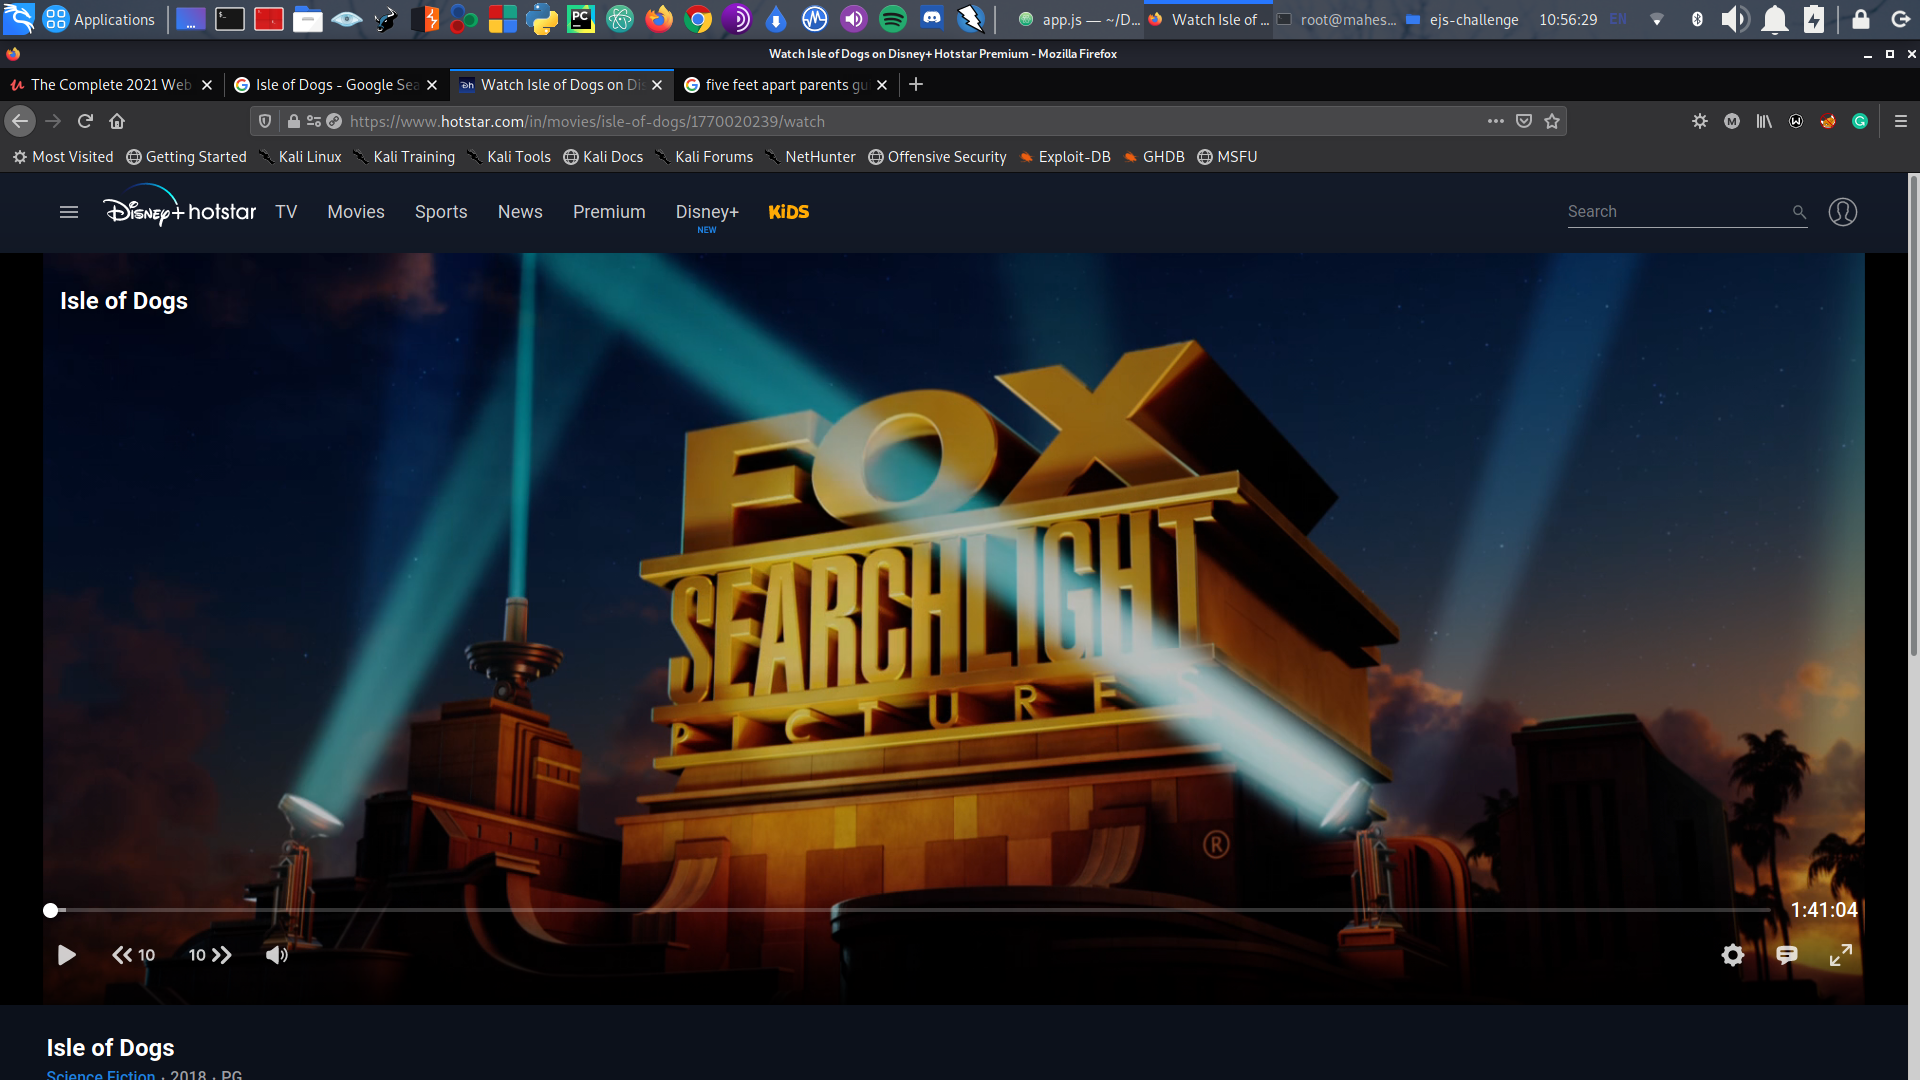 Applications app.js — ~/D... Watch Isle of ... root@mahes... ejs-challenge 10:56:29 EN
Watch Isle of Dogs on Disney+ Hotstar Premium - Mozilla Firefox
The Complete 2021 Web Isle of Dogs - Google Sea Watch Isle of Dogs on Dis five feet apart parents gu
https://www.hotstar.com/in/movies/isle-of-dogs/1770020239/watch
Most Visited Getting Started Kali Linux Kali Training Kali Tools Kali Docs Kali Forums NetHunter Offensive Security Exploit-DB GHDB MSFU
Disney+ hotstar TV Movies Sports News Premium Disney+ KiDS Search
NEW
Isle of Dogs
FOX
SEARCHLIGHT
PICTURES
®
1:41:04
10 10
Isle of Dogs
Science Fiction · 2018 · PG